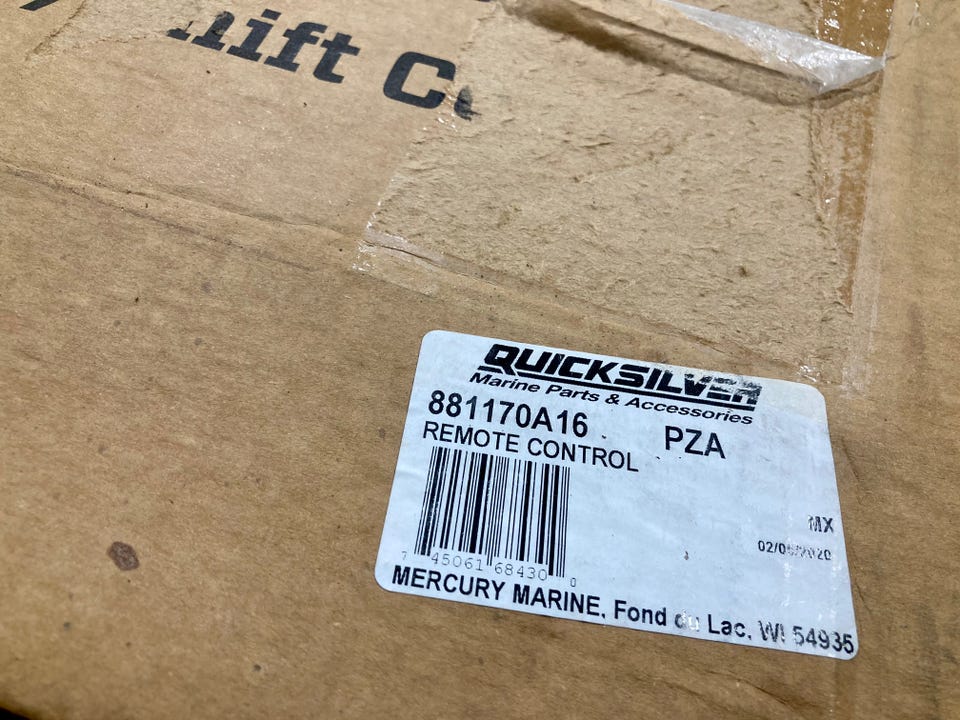 QUICKSILVER
Marine Parts & Accessories
881170A16 PZA
REMOTE CONTROL
MX
7 45061 68430 0
MERCURY MARINE, Fond du Lac, WI 54935